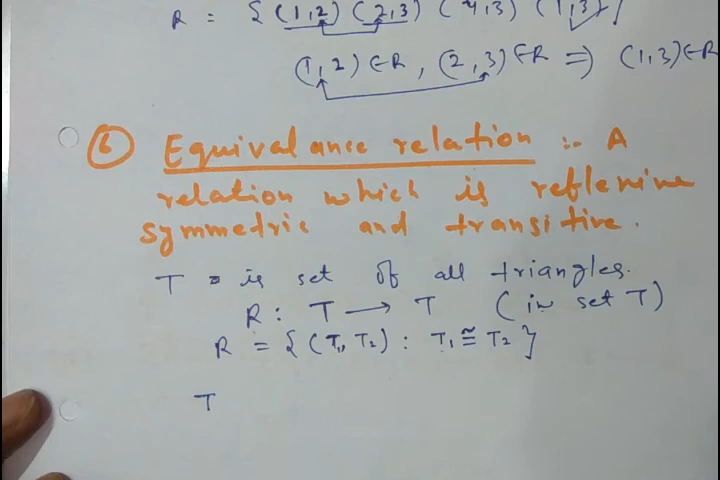 R = { (1,2) (2,3) (4,3) (1,3) }
(1,2) ∈ R , (2,3) ∈ R ⇒ (1,3) ∈ R
6 Equivalance relation :- A
relation which is reflexive
symmetric and transitive.
T is set of all triangles.
R : T ⟶ T (in set T)
R = { (T1, T2) : T1 ≅ T2 }
T